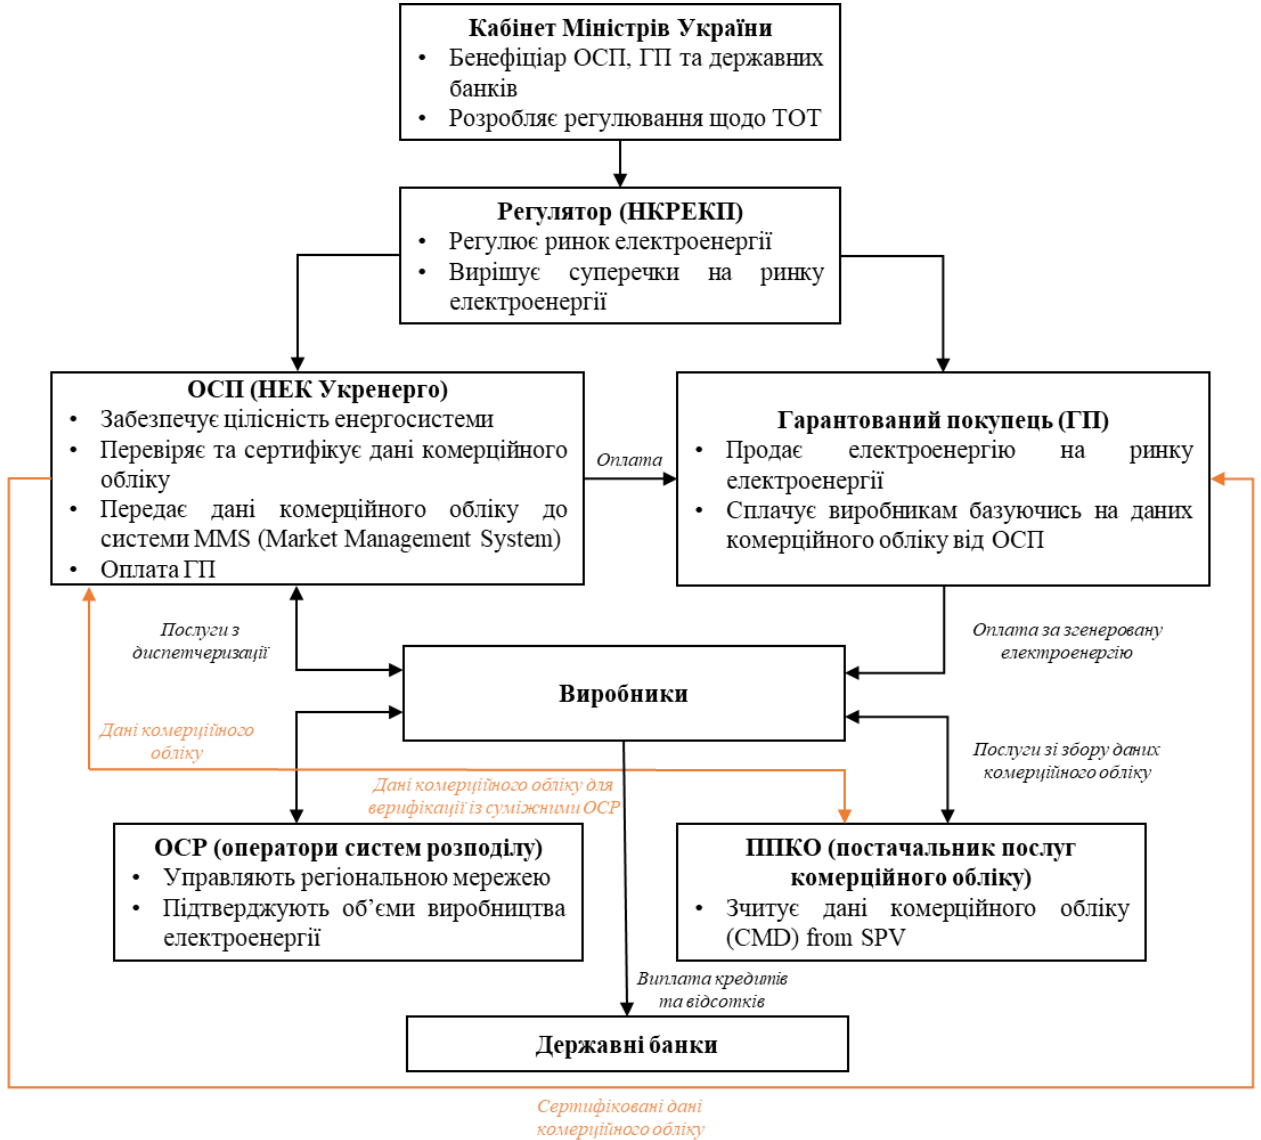 Кабінет Міністрів України
• Бенефіціар ОСП, ГП та державних
банків
• Розробляє регулювання щодо ТОТ
Регулятор (НКРЕКП)
• Регулює ринок електроенергії
• Вирішує суперечки на ринку
електроенергії
ОСП (НЕК Укренерго)
• Забезпечує цілісність енергосистеми
• Перевіряє та сертифікує дані комерційного
обліку
• Передає дані комерційного обліку до
системи MMS (Market Management System)
• Оплата ГП
Оплата
Гарантований покупець (ГП)
• Продає електроенергію на ринку
електроенергії
• Сплачує виробникам базуючись на даних
комерційного обліку від ОСП
Послуги з
диспетчеризації
Оплата за згенеровану
електроенергію
Виробники
Дані комерційного
обліку
Послуги зі збору даних
комерційного обліку
Дані комерційного обліку для
верифікації із суміжними ОСР
ОСР (оператори систем розподілу)
• Управляють регіональною мережею
• Підтверджують об’єми виробництва
електроенергії
ППКО (постачальник послуг
комерційного обліку)
• Зчитує дані комерційного обліку
(CMD) from SPV
Виплата кредитів
та відсотків
Державні банки
Сертифіковані дані
комерційного обліку